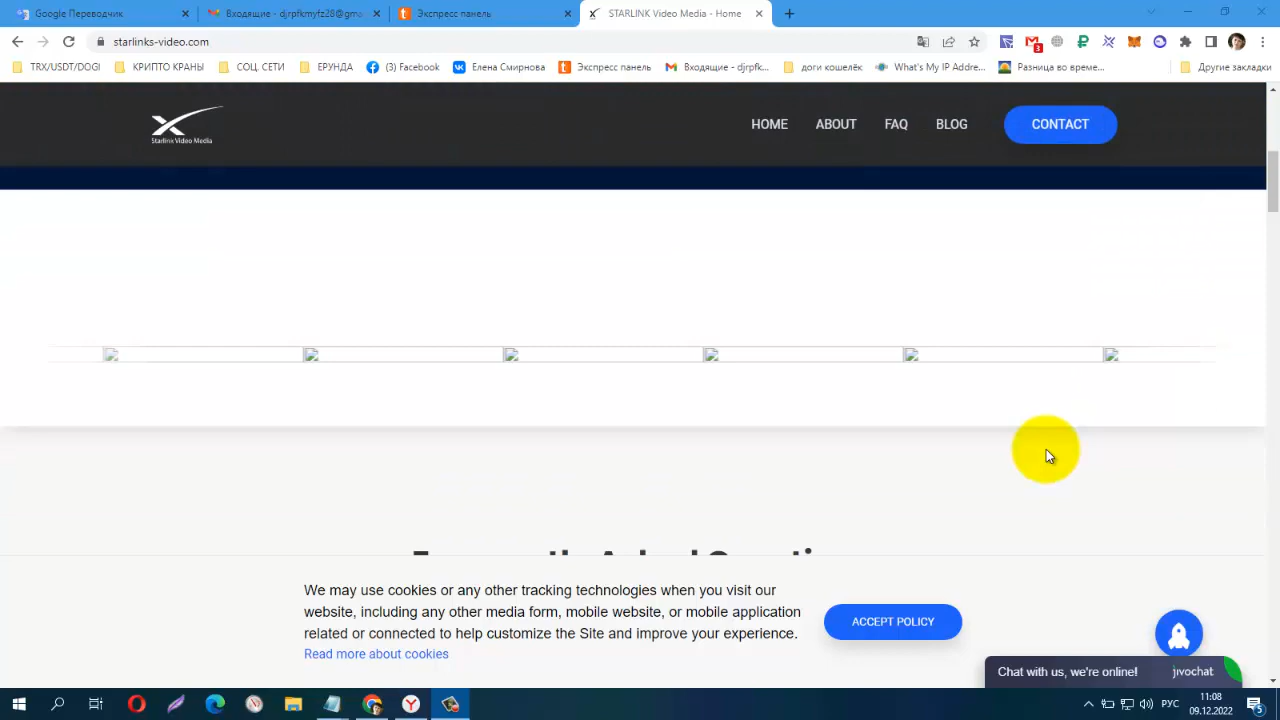 Google Переводчик
Входящие - djrpfkmyfz28@gma
Экспресс панель
STARLINK Video Media - Home
starlinks-video.com
3
TRX/USDT/DOGI
КРИПТО КРАНЫ
СОЦ. СЕТИ
ЕРУНДА
(3) Facebook
Елена Смирнова
Экспресс панель
Входящие - djrpfk...
доги кошелёк
What's My IP Addre...
Разница во време...
Другие закладки
Starlink Video Media
HOME
ABOUT
FAQ
BLOG
CONTACT
We may use cookies or any other tracking technologies when you visit our
website, including any other media form, mobile website, or mobile application
related or connected to help customize the Site and improve your experience.
Read more about cookies
ACCEPT POLICY
Chat with us, we're online!
jivochat
РУС
11:08
09.12.2022
5